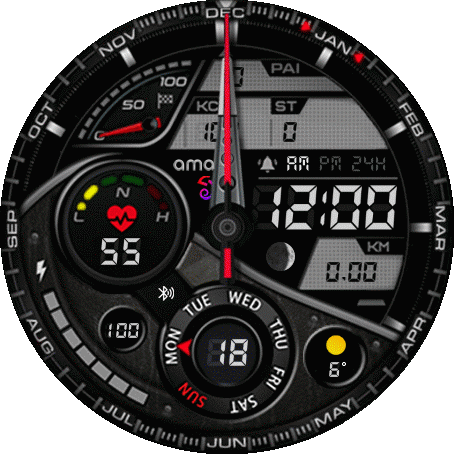 DEC
JAN
FEB
MAR
APR
MAY
JUN
JUL
AUG
SEP
OCT
NOV
100
50
0
PAI
KC
ST
0
AM PM 24H
12:00
KM
0.00
L N H
55
100
MON TUE WED THU FRI SAT SUN
18
6°